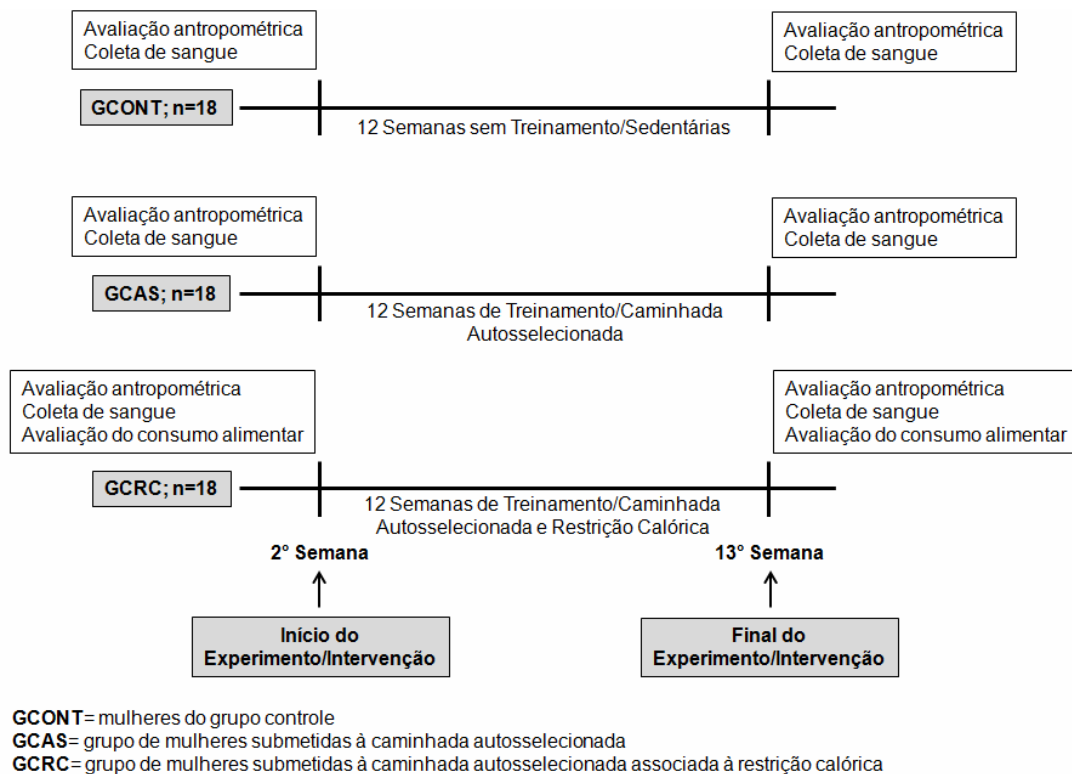 Avaliação antropométrica
Coleta de sangue
Avaliação antropométrica
Coleta de sangue
GCONT; n=18
12 Semanas sem Treinamento/Sedentárias
Avaliação antropométrica
Coleta de sangue
Avaliação antropométrica
Coleta de sangue
GCAS; n=18
12 Semanas de Treinamento/Caminhada
Autosselecionada
Avaliação antropométrica
Coleta de sangue
Avaliação do consumo alimentar
Avaliação antropométrica
Coleta de sangue
Avaliação do consumo alimentar
GCRC; n=18
12 Semanas de Treinamento/Caminhada
Autosselecionada e Restrição Calórica
2° Semana
13° Semana
Início do
Experimento/Intervenção
Final do
Experimento/Intervenção
GCONT= mulheres do grupo controle
GCAS= grupo de mulheres submetidas à caminhada autosselecionada
GCRC= grupo de mulheres submetidas à caminhada autosselecionada associada à restrição calórica